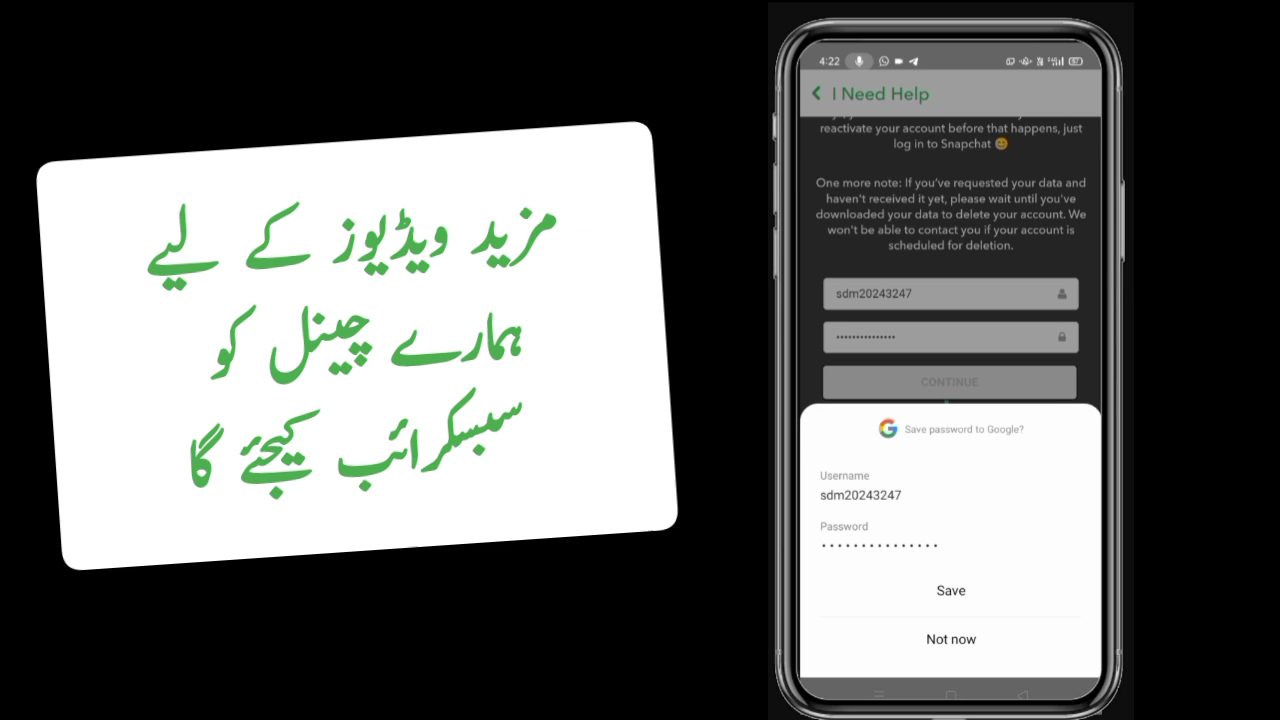 مزید ویڈیوز کے لیے
ہمارے چینل کو
سبسکرائب کیجئے گا
4:22
I Need Help
reactivate your account before that happens, just
log in to Snapchat 😊
One more note: If you've requested your data and
haven't received it yet, please wait until you've
downloaded your data to delete your account. We
won't be able to contact you if your account is
scheduled for deletion.
sdm20243247
•••••••••••••••
CONTINUE
G Save password to Google?
Username
sdm20243247
Password
•••••••••••••••
Save
Not now